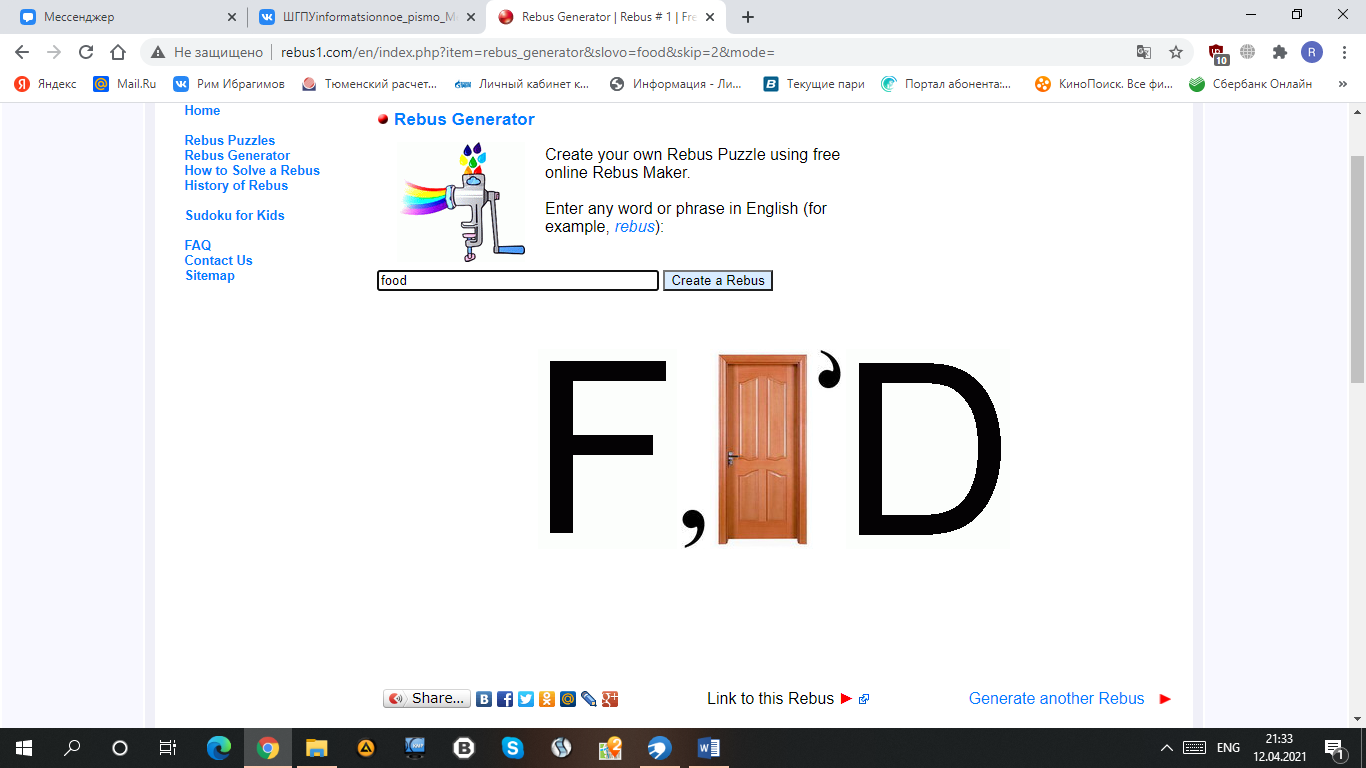 Мессенджер
ШГПУinformatsionnoe_pismo_M
Rebus Generator | Rebus # 1 | Fre
Не защищено
rebus1.com/en/index.php?item=rebus_generator&slovo=food&skip=2&mode=
10
R
Яндекс
Mail.Ru
Рим Ибрагимов
Тюменский расчет...
Личный кабинет к...
Информация - Ли...
Текущие пари
Портал абонента:...
КиноПоиск. Все фи...
Сбербанк Онлайн
»
Home
Rebus Puzzles
Rebus Generator
How to Solve a Rebus
History of Rebus
Sudoku for Kids
FAQ
Contact Us
Sitemap
Rebus Generator
Create your own Rebus Puzzle using free
online Rebus Maker.
Enter any word or phrase in English (for
example, rebus):
food
Create a Rebus
F , ’ D
Share...
Link to this Rebus
Generate another Rebus
ENG
21:33
12.04.2021
1